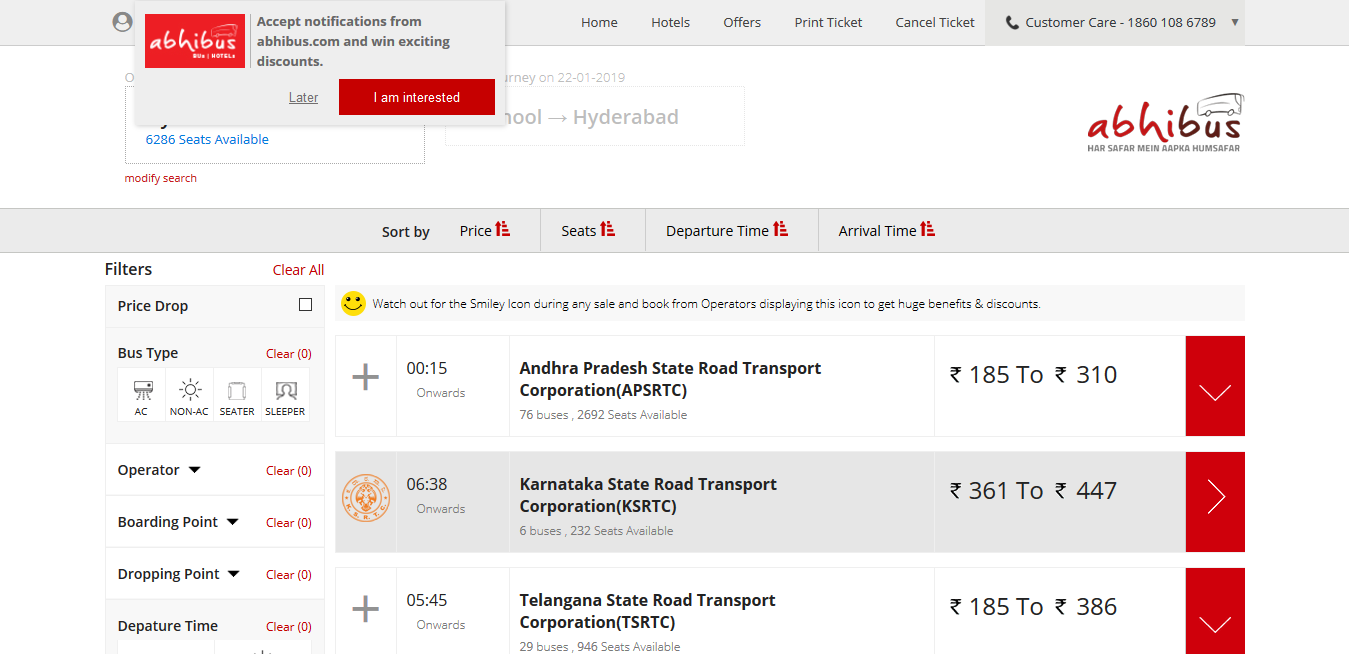 abhibus
BUS | HOTELS
Accept notifications from
abhibus.com and win exciting
discounts.
Later
I am interested
Home
Hotels
Offers
Print Ticket
Cancel Ticket
Customer Care - 1860 108 6789
on 22-01-2019
→ Hyderabad
6286 Seats Available
modify search
abhibus
HAR SAFAR MEIN AAPKA HUMSAFAR
Sort by
Price
Seats
Departure Time
Arrival Time
Filters
Clear All
Price Drop
Bus Type
Clear (0)
AC
NON-AC
SEATER
SLEEPER
Operator
Clear (0)
Boarding Point
Clear (0)
Dropping Point
Clear (0)
Depature Time
Clear (0)
Watch out for the Smiley Icon during any sale and book from Operators displaying this icon to get huge benefits & discounts.
00:15
Onwards
Andhra Pradesh State Road Transport
Corporation(APSRTC)
76 buses , 2692 Seats Available
₹ 185 To ₹ 310
06:38
Onwards
Karnataka State Road Transport
Corporation(KSRTC)
6 buses , 232 Seats Available
₹ 361 To ₹ 447
05:45
Onwards
Telangana State Road Transport
Corporation(TSRTC)
29 buses , 946 Seats Available
₹ 185 To ₹ 386